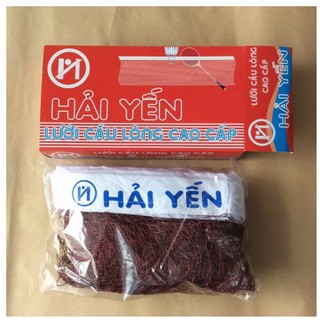 HẢI YẾN
LƯỚI CẦU LÔNG CAO CẤP
LƯỚI CẦU LÔNG
CAO CẤP
HẢI YẾN
HẢI YẾN